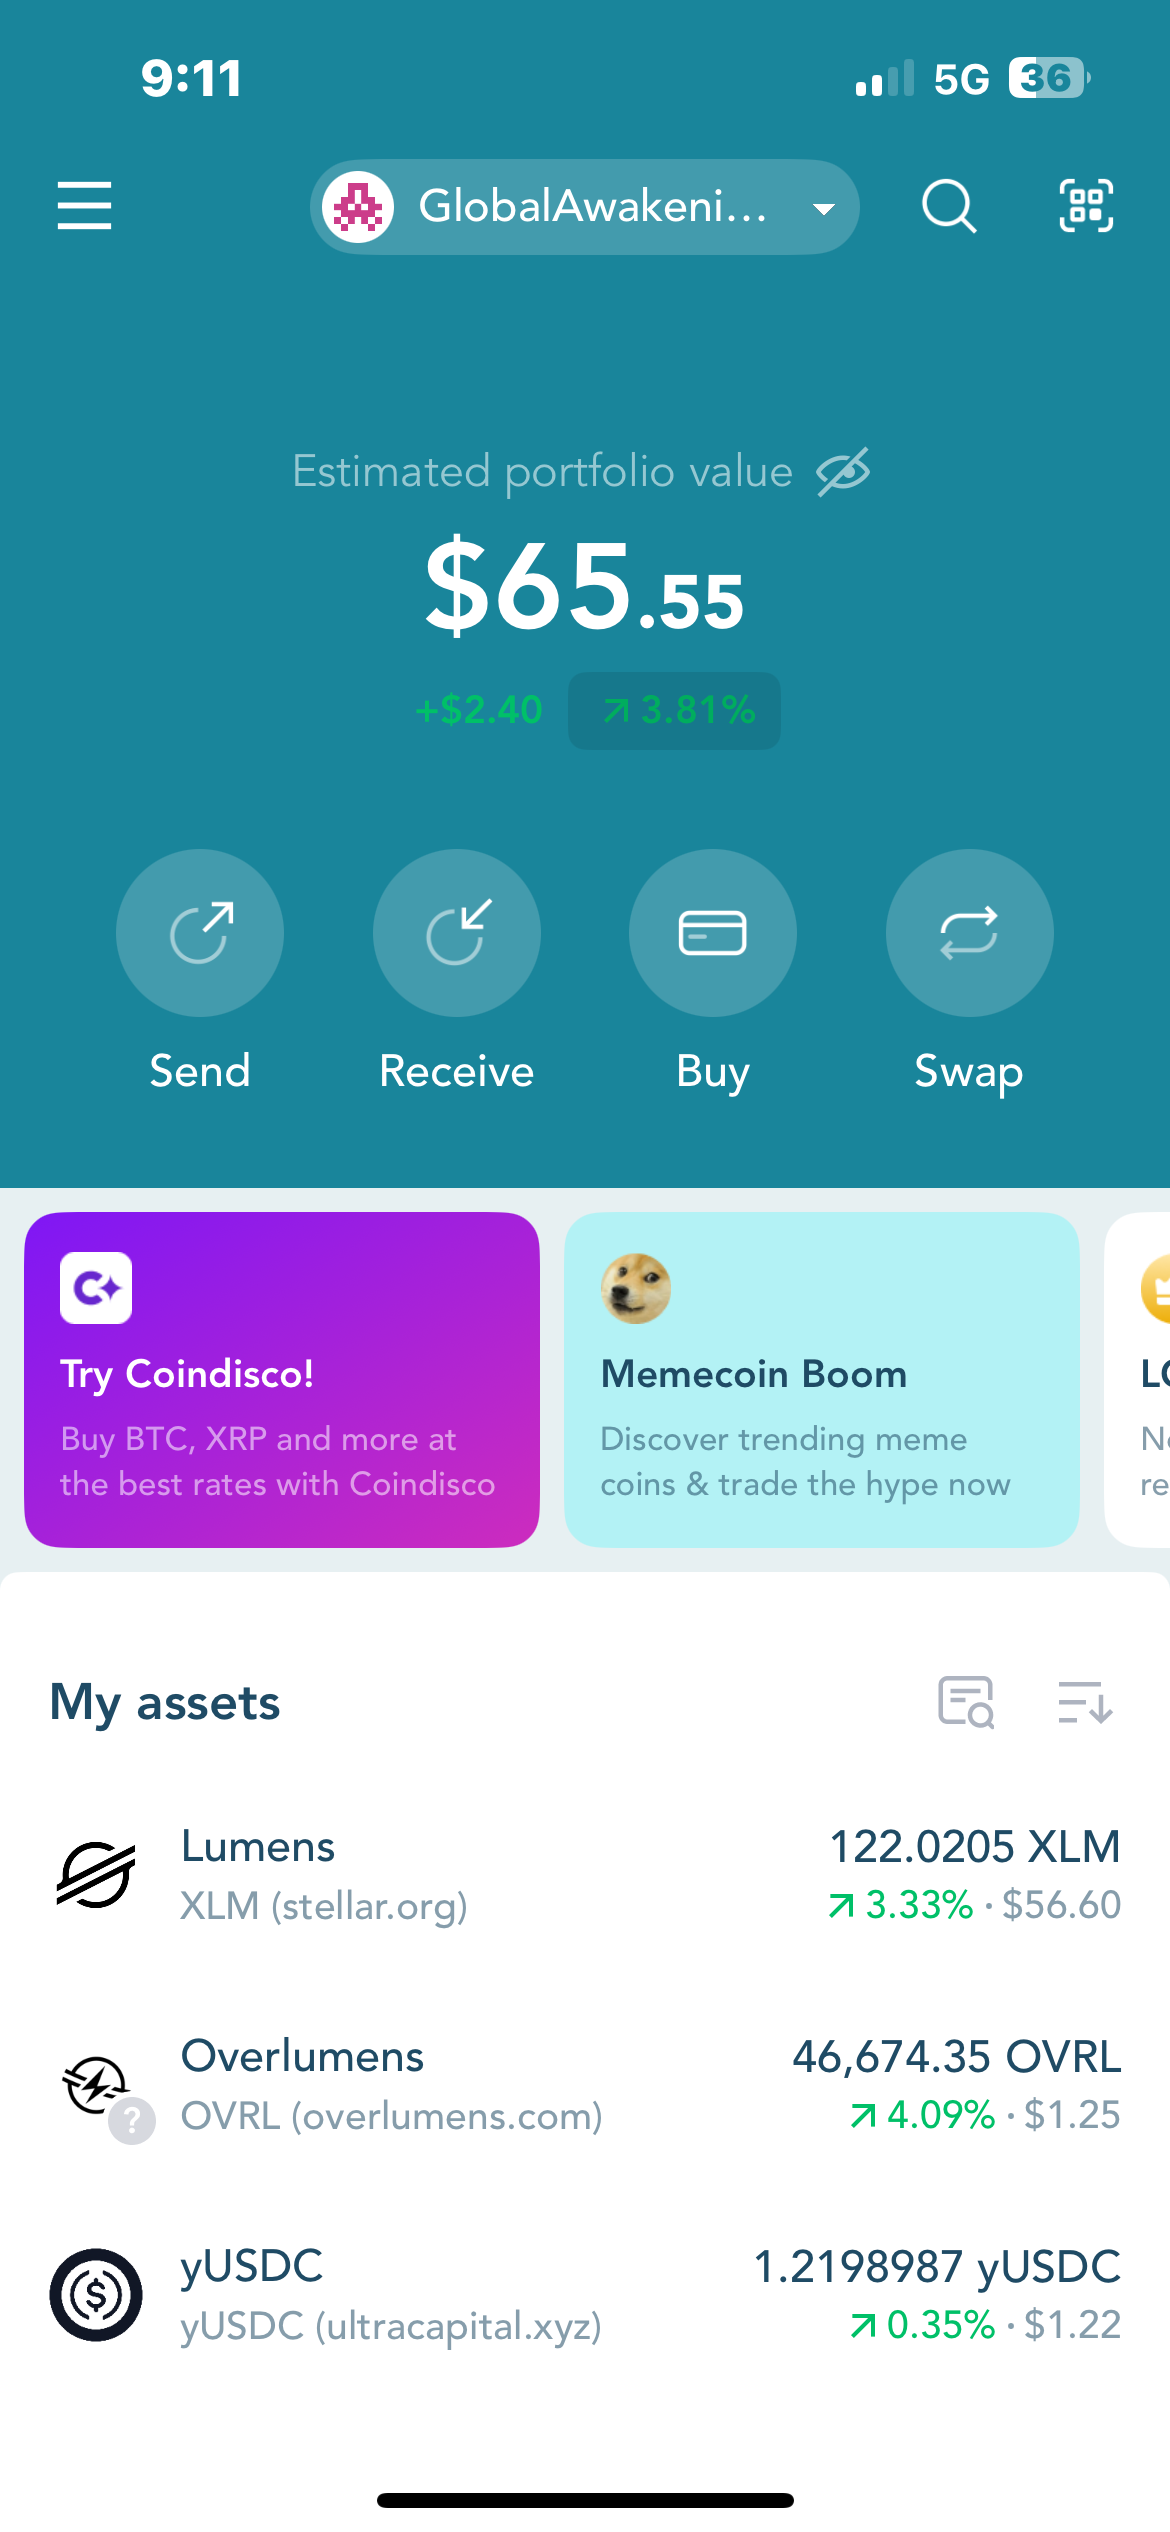 9:11
5G 36
GlobalAwakeni...
Estimated portfolio value
$65.55
+$2.40 3.81%
Send Receive Buy Swap
Try Coindisco!
Buy BTC, XRP and more at
the best rates with Coindisco
Memecoin Boom
Discover trending meme
coins & trade the hype now
My assets
Lumens 122.0205 XLM
XLM (stellar.org) 3.33% · $56.60
Overlumens 46,674.35 OVRL
? OVRL (overlumens.com) 4.09% · $1.25
yUSDC 1.2198987 yUSDC
yUSDC (ultracapital.xyz) 0.35% · $1.22